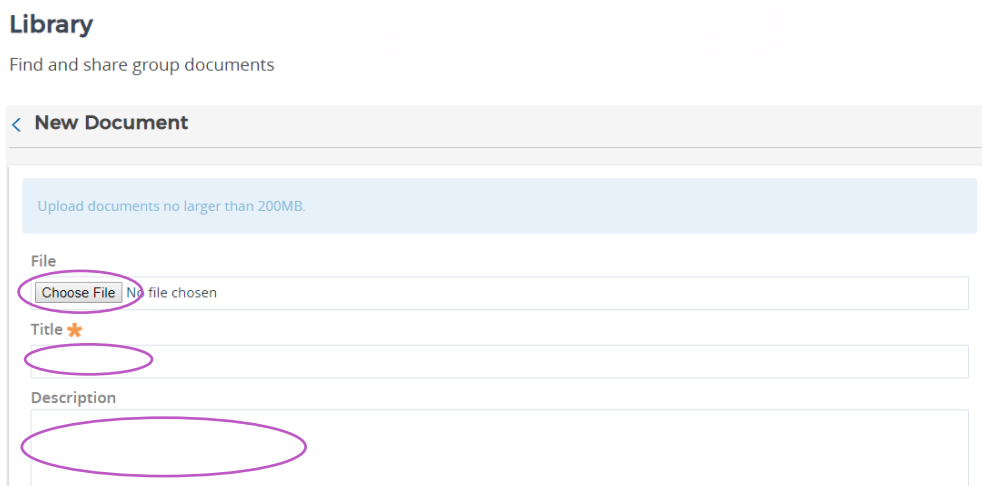 Library
Find and share group documents
New Document
Upload documents no larger than 200MB.
File
Choose File No file chosen
Title *
Description